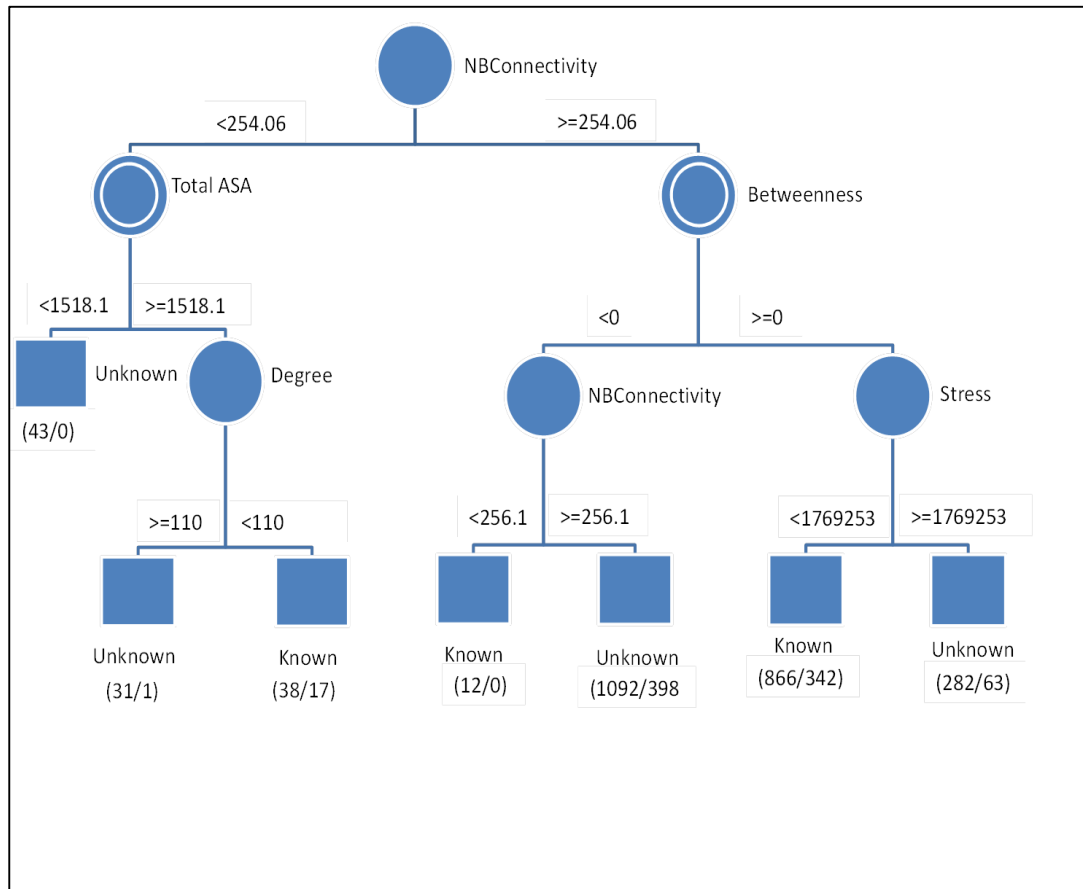 NBConnectivity
<254.06
>=254.06
Total ASA
Betweenness
<1518.1
>=1518.1
<0
>=0
Unknown
Degree
NBConnectivity
Stress
(43/0)
>=110
<110
<256.1
>=256.1
<1769253
>=1769253
Unknown
Known
Known
Unknown
Known
Unknown
(31/1)
(38/17)
(12/0)
(1092/398
(866/342)
(282/63)